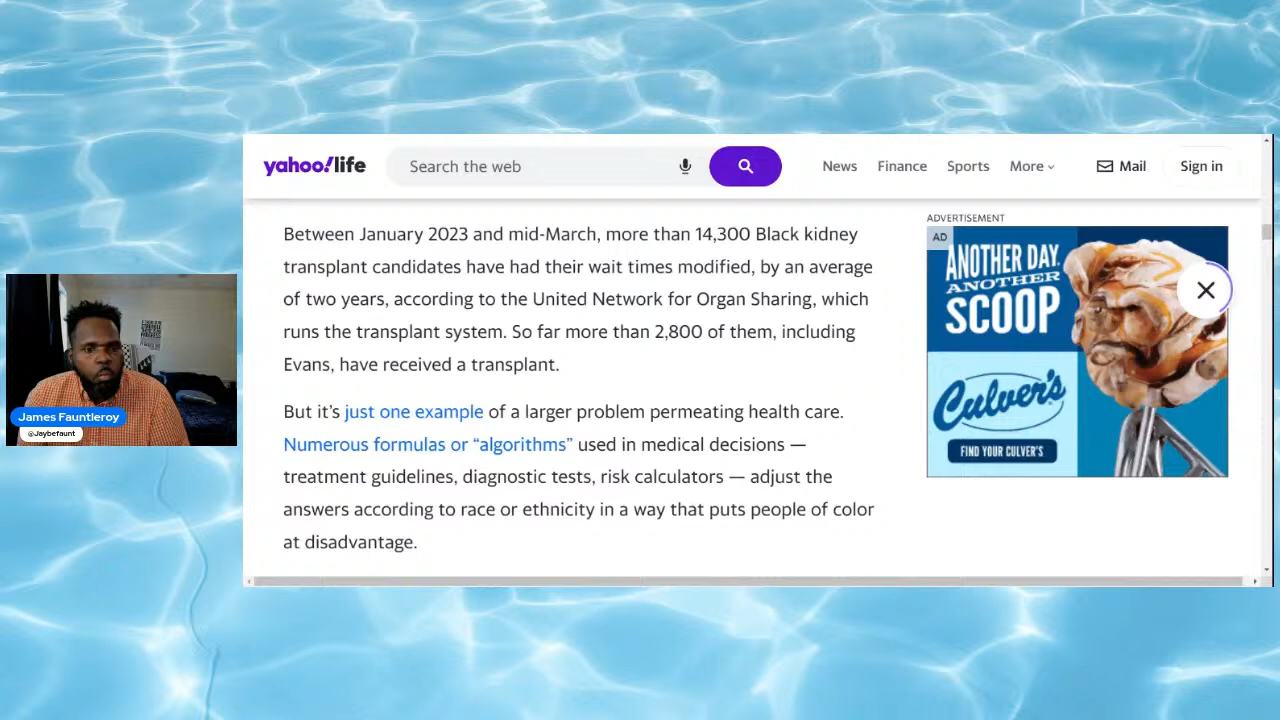 yahoo!life
Search the web
News Finance Sports More Mail Sign in
Between January 2023 and mid-March, more than 14,300 Black kidney
transplant candidates have had their wait times modified, by an average
of two years, according to the United Network for Organ Sharing, which
runs the transplant system. So far more than 2,800 of them, including
Evans, have received a transplant.
But it’s just one example of a larger problem permeating health care.
Numerous formulas or “algorithms” used in medical decisions —
treatment guidelines, diagnostic tests, risk calculators — adjust the
answers according to race or ethnicity in a way that puts people of color
at disadvantage.
ADVERTISEMENT
AD
ANOTHER DAY.
ANOTHER
SCOOP
Culver's
FIND YOUR CULVER'S
James Fauntleroy
@Jaybefaunt